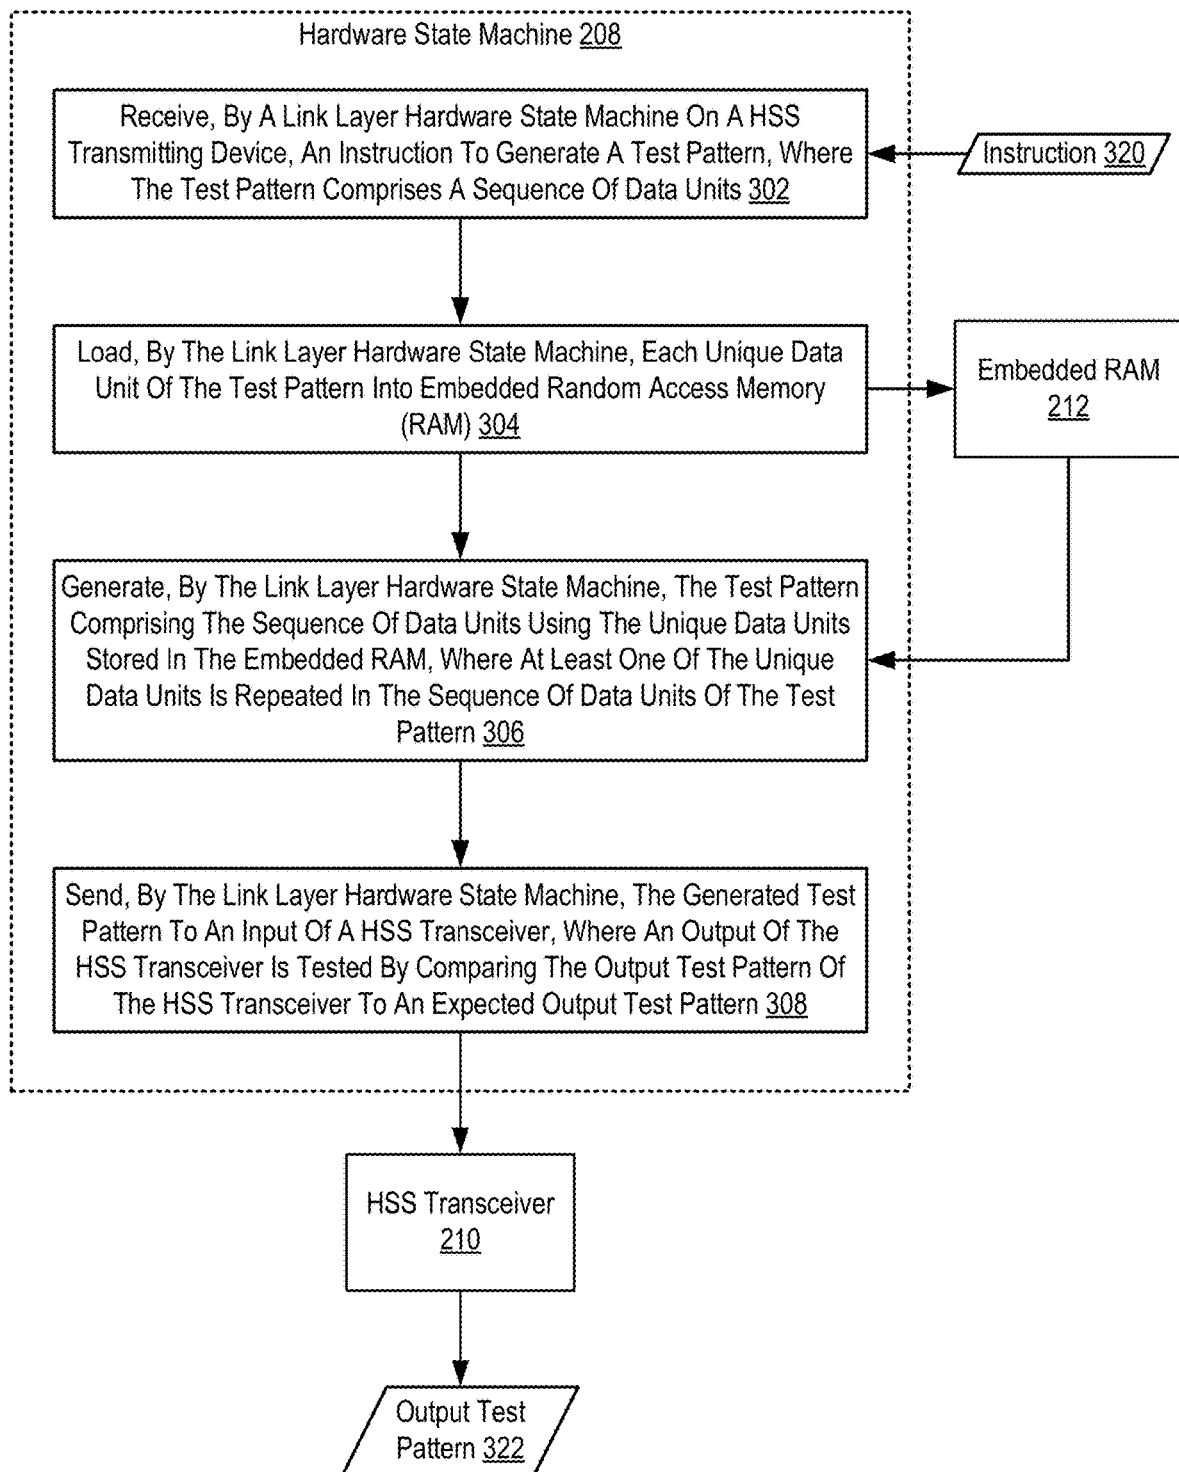 Hardware State Machine 208
Receive, By A Link Layer Hardware State Machine On A HSS
Transmitting Device, An Instruction To Generate A Test Pattern, Where
The Test Pattern Comprises A Sequence Of Data Units 302
Instruction 320
Load, By The Link Layer Hardware State Machine, Each Unique Data
Unit Of The Test Pattern Into Embedded Random Access Memory
(RAM) 304
Embedded RAM
212
Generate, By The Link Layer Hardware State Machine, The Test Pattern
Comprising The Sequence Of Data Units Using The Unique Data Units
Stored In The Embedded RAM, Where At Least One Of The Unique
Data Units Is Repeated In The Sequence Of Data Units Of The Test
Pattern 306
Send, By The Link Layer Hardware State Machine, The Generated Test
Pattern To An Input Of A HSS Transceiver, Where An Output Of The
HSS Transceiver Is Tested By Comparing The Output Test Pattern Of
The HSS Transceiver To An Expected Output Test Pattern 308
HSS Transceiver
210
Output Test
Pattern 322